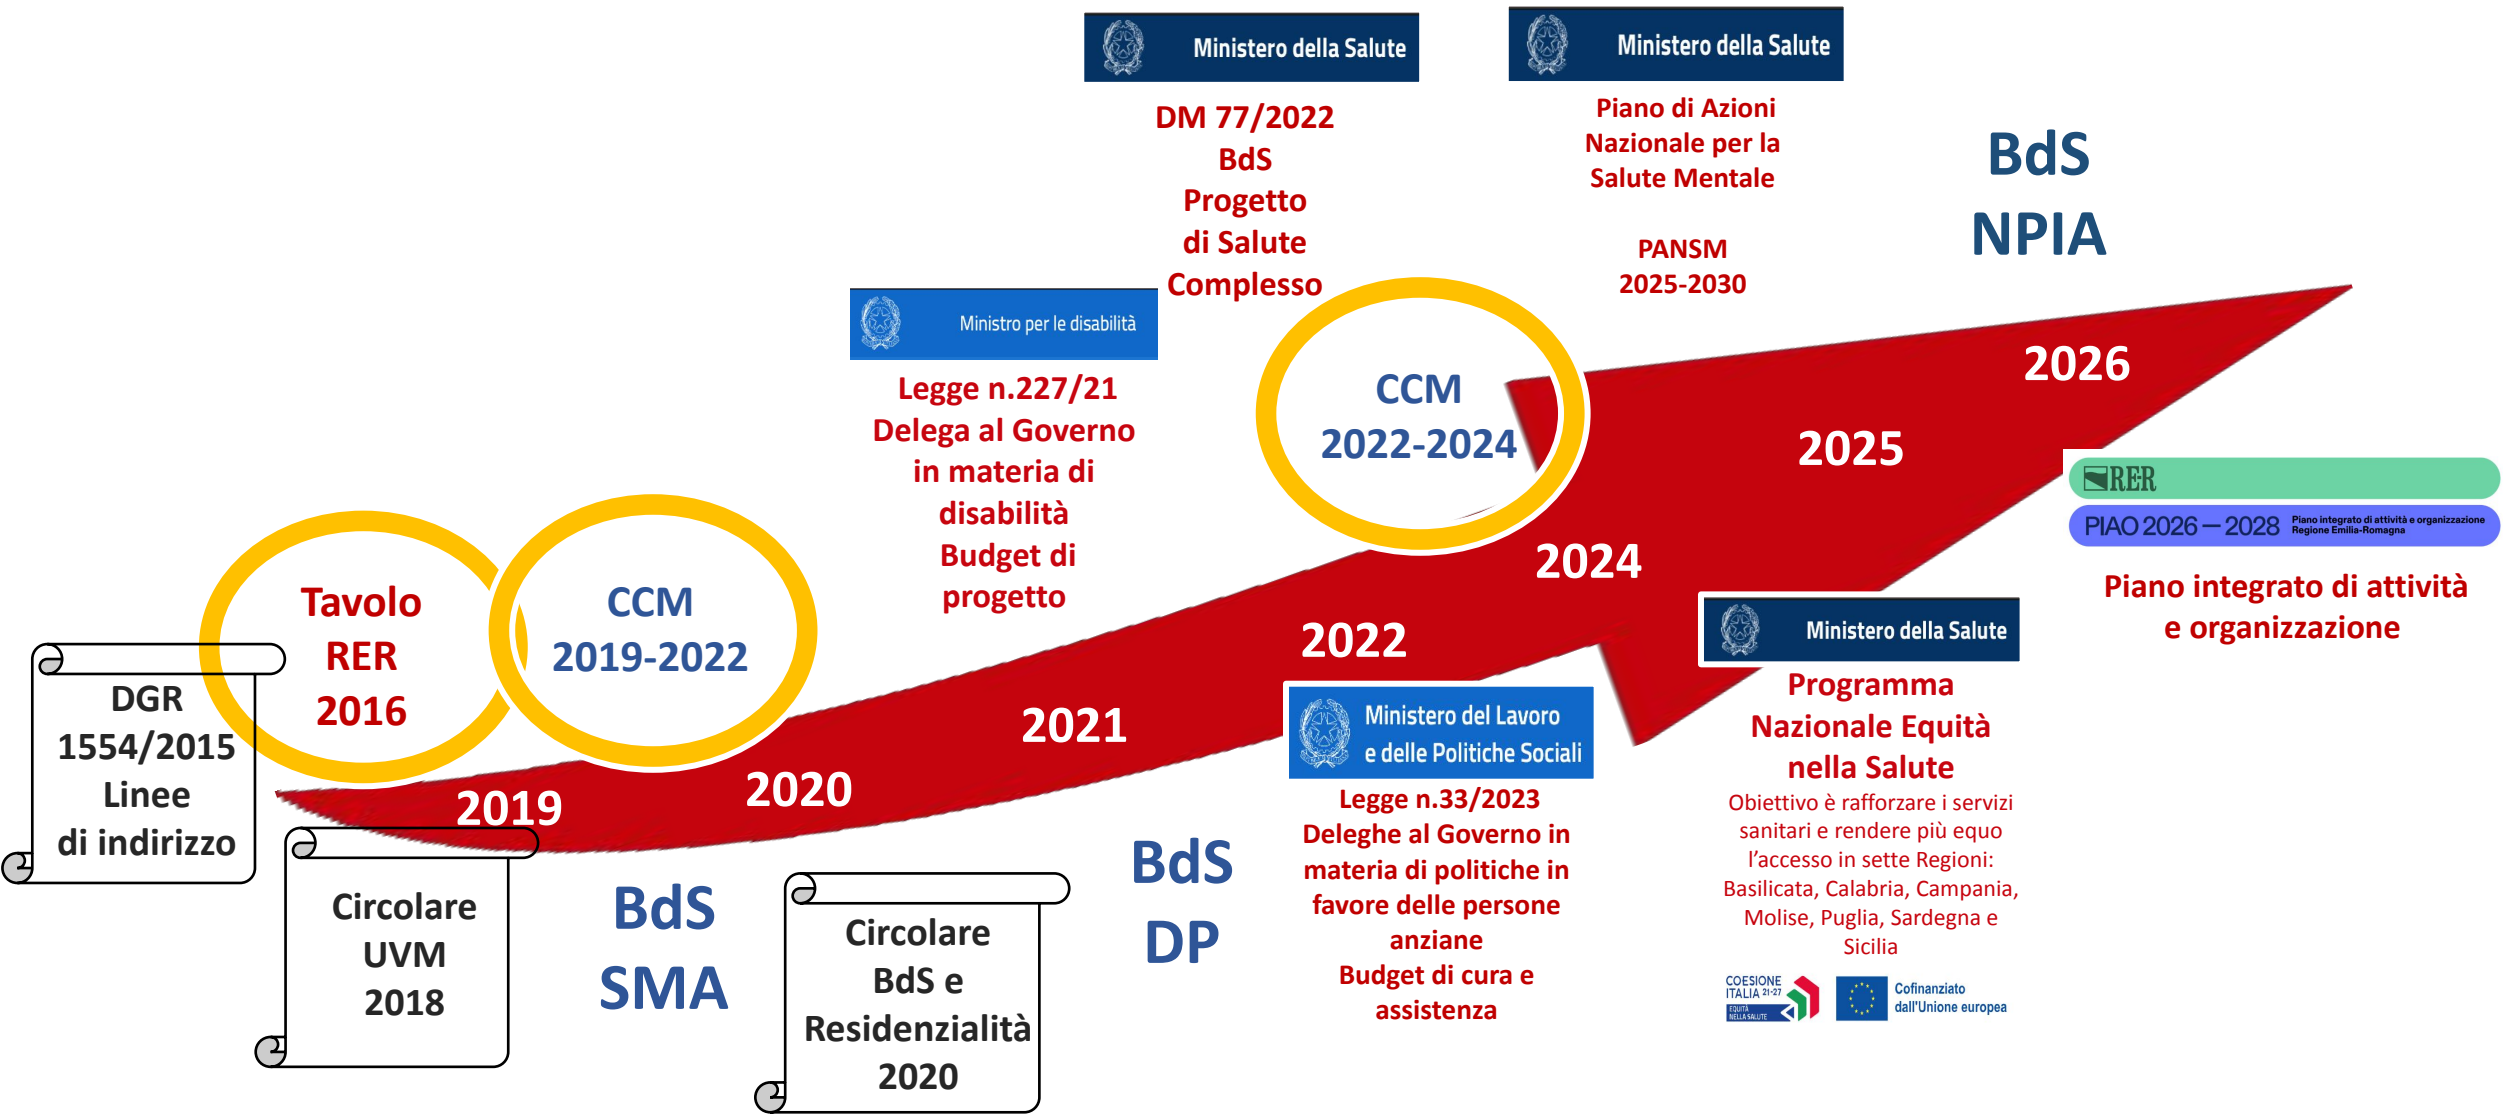 Ministero della Salute
DM 77/2022
BdS
Progetto
di Salute
Complesso
Ministero della Salute
Piano di Azioni
Nazionale per la
Salute Mentale
PANSM
2025-2030
BdS
NPIA
Ministro per le disabilità
Legge n.227/21
Delega al Governo
in materia di
disabilità
Budget di
progetto
CCM
2022-2024
Tavolo
RER
2016
CCM
2019-2022
DGR
1554/2015
Linee
di indirizzo
2019
2020
2021
2022
2024
2025
2026
RER
PIAO 2026 — 2028
Piano integrato di attività e organizzazione
Regione Emilia-Romagna
Piano integrato di attività
e organizzazione
Circolare
UVM
2018
BdS
SMA
Circolare
BdS e
Residenzialità
2020
BdS
DP
Ministero del Lavoro
e delle Politiche Sociali
Legge n.33/2023
Deleghe al Governo in
materia di politiche in
favore delle persone
anziane
Budget di cura e
assistenza
Ministero della Salute
Programma
Nazionale Equità
nella Salute
Obiettivo è rafforzare i servizi
sanitari e rendere più equo
l’accesso in sette Regioni:
Basilicata, Calabria, Campania,
Molise, Puglia, Sardegna e
Sicilia
COESIONE
ITALIA 21-27
EQUITÀ
NELLA SALUTE
Cofinanziato
dall'Unione europea